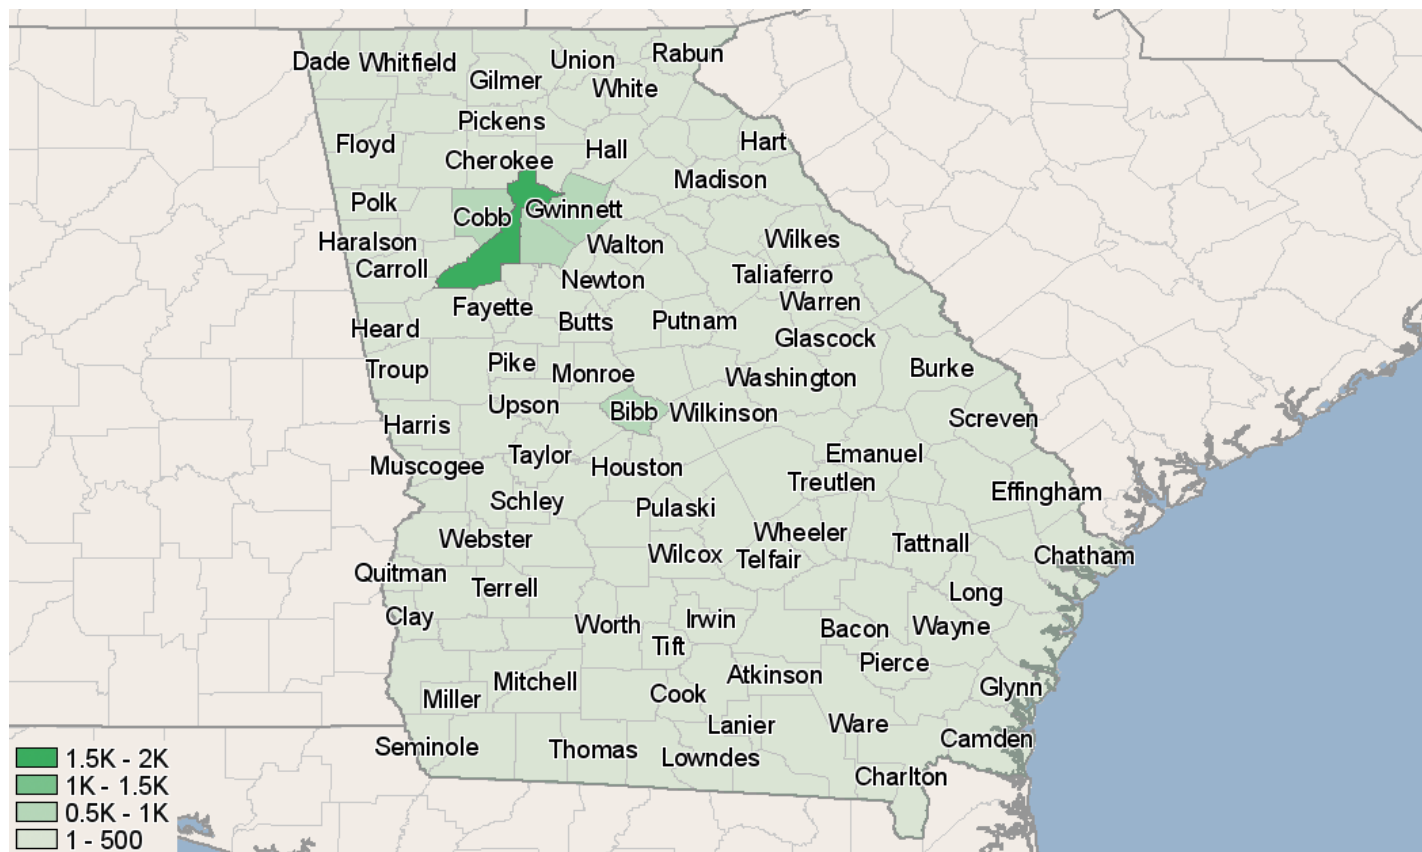 Dade
Whitfield
Union
Rabun
Gilmer
White
Pickens
Floyd
Hall
Hart
Cherokee
Madison
Polk
Cobb
Gwinnett
Haralson
Walton
Wilkes
Carroll
Newton
Taliaferro
Fayette
Warren
Heard
Butts
Putnam
Glascock
Troup
Pike
Monroe
Washington
Burke
Upson
Bibb
Wilkinson
Harris
Screven
Muscogee
Taylor
Houston
Emanuel
Treutlen
Schley
Pulaski
Effingham
Webster
Wilcox
Wheeler
Telfair
Tattnall
Chatham
Quitman
Terrell
Long
Clay
Worth
Irwin
Bacon
Wayne
Tift
Pierce
Atkinson
Miller
Mitchell
Cook
Glynn
Lanier
Ware
Camden
Seminole
Thomas
Lowndes
Charlton
1.5K - 2K
1K - 1.5K
0.5K - 1K
1 - 500